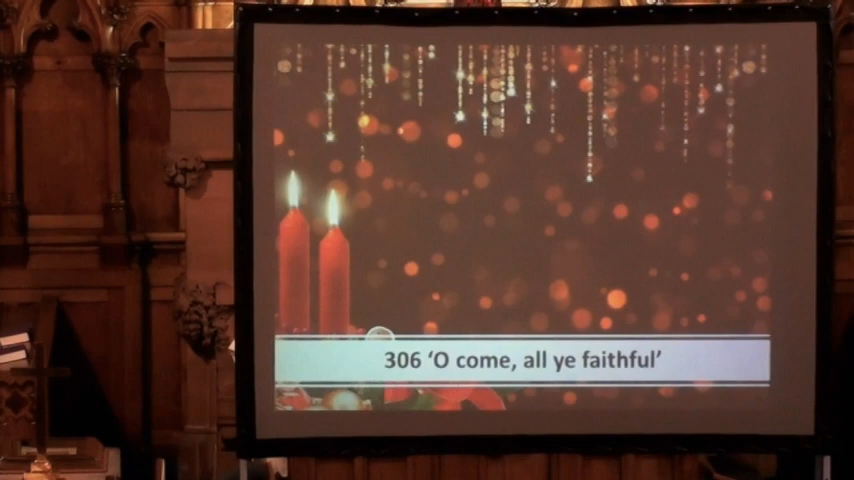 306 ‘O come, all ye faithful’